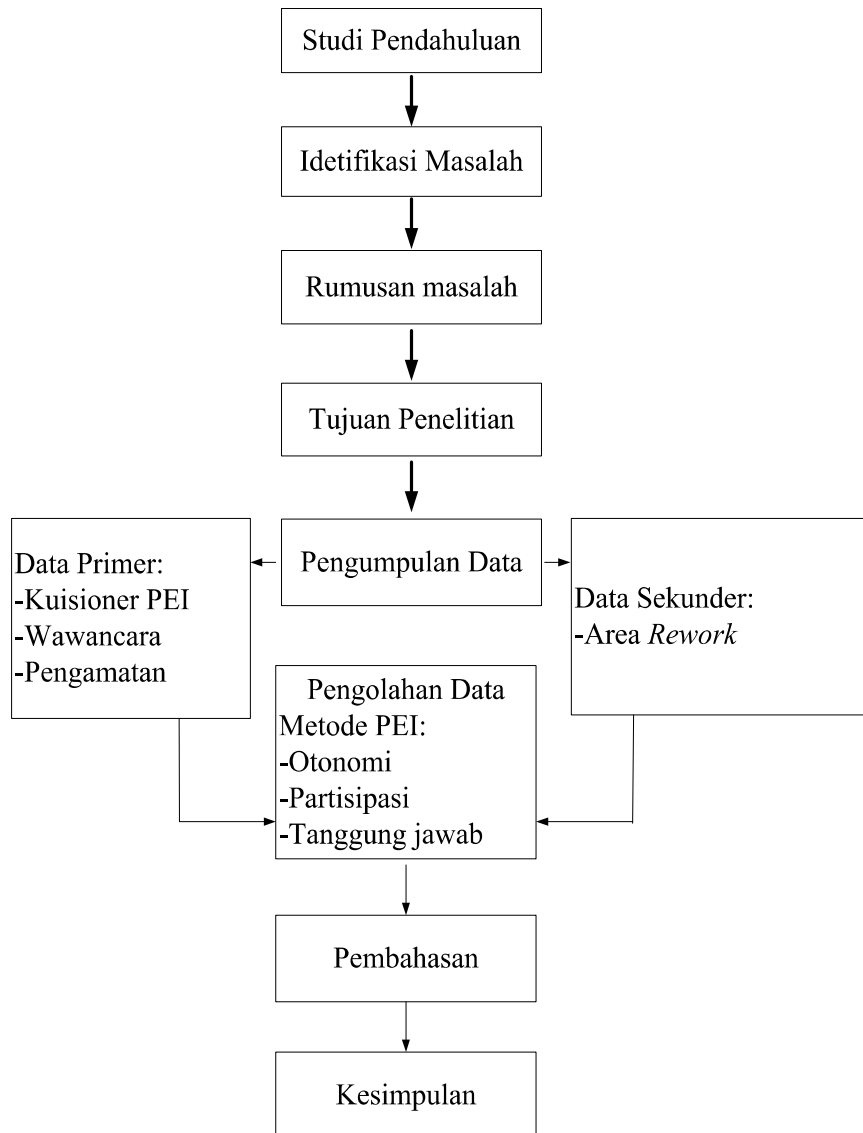 Studi Pendahuluan
Idetifikasi Masalah
Rumusan masalah
Tujuan Penelitian
Pengumpulan Data
Data Primer:
-Kuisioner PEI
-Wawancara
-Pengamatan
Data Sekunder:
-Area Rework
Pengolahan Data
Metode PEI:
-Otonomi
-Partisipasi
-Tanggung jawab
Pembahasan
Kesimpulan